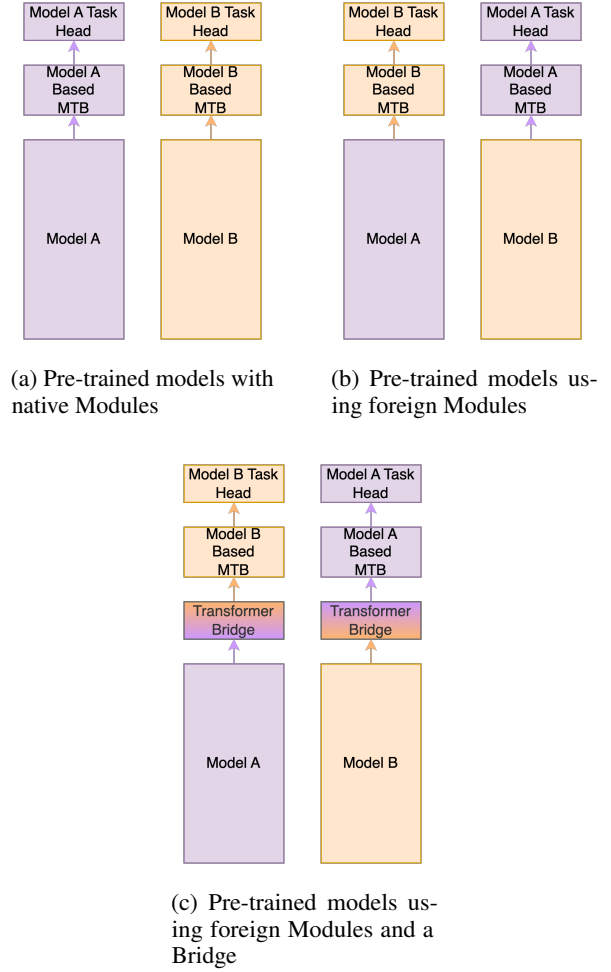 Model A Task
Head
Model A
Based
MTB
Model A
Model B Task
Head
Model B
Based
MTB
Model B
(a) Pre-trained models with
native Modules
Model B Task
Head
Model B
Based
MTB
Model A
Model A Task
Head
Model A
Based
MTB
Model B
(b) Pre-trained models us-
ing foreign Modules
Model B Task
Head
Model B
Based
MTB
Transformer
Bridge
Model A
Model A Task
Head
Model A
Based
MTB
Transformer
Bridge
Model B
(c) Pre-trained models us-
ing foreign Modules and a
Bridge